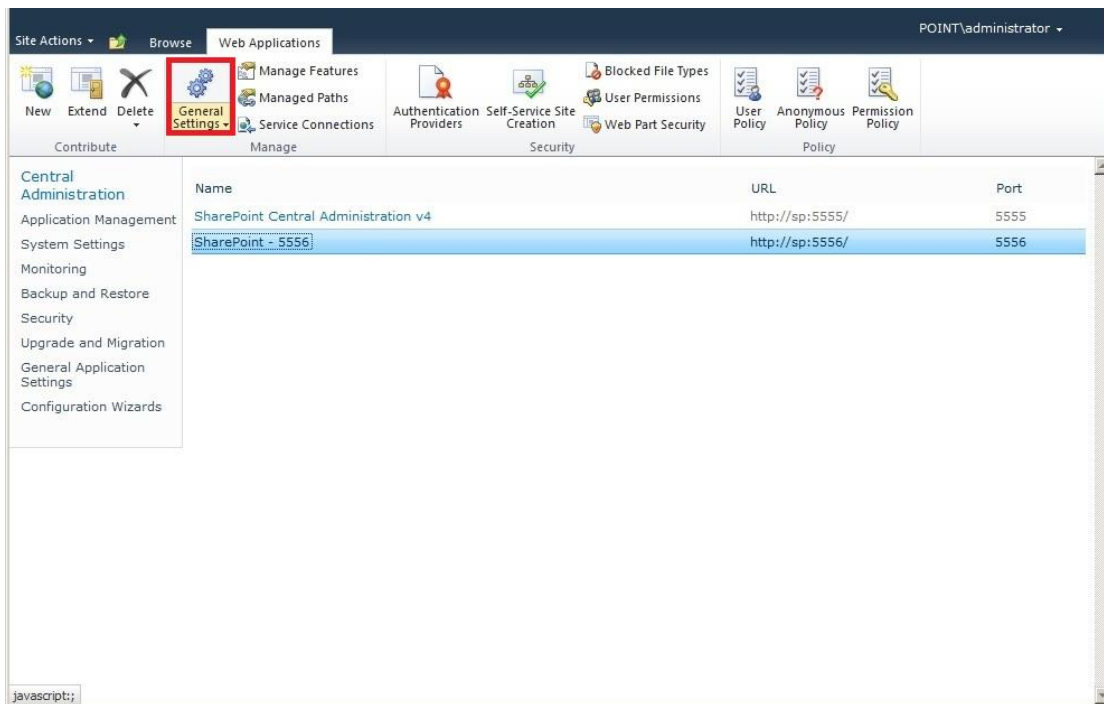 POINT\administrator
Site Actions Browse Web Applications
New Extend Delete
Contribute
General
Settings
Manage Features
Managed Paths
Service Connections
Manage
Authentication
Providers
Self-Service Site
Creation
Blocked File Types
User Permissions
Web Part Security
Security
User
Policy
Anonymous
Policy
Permission
Policy
Policy
Central
Administration
Application Management
System Settings
Monitoring
Backup and Restore
Security
Upgrade and Migration
General Application
Settings
Configuration Wizards
Name URL Port
SharePoint Central Administration v4 http://sp:5555/ 5555
SharePoint - 5556 http://sp:5556/ 5556
javascript:;